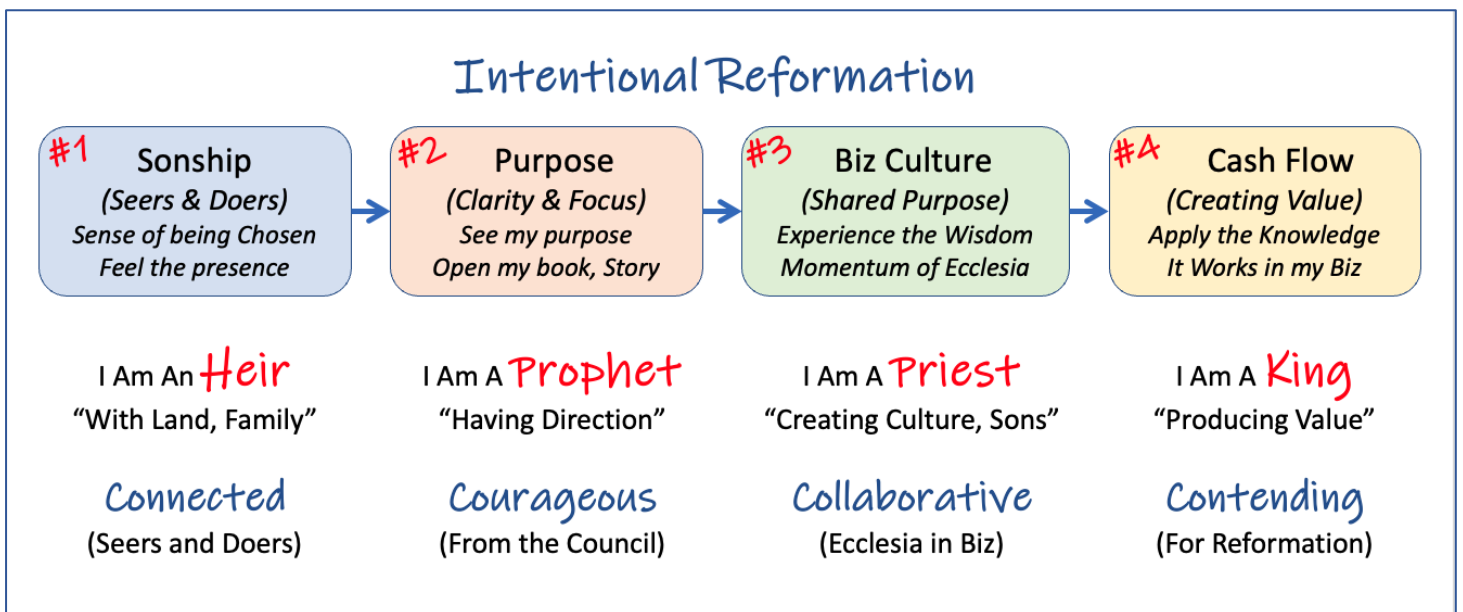 Intentional Reformation
#1
Sonship
(Seers & Doers)
Sense of being Chosen
Feel the presence
#2
Purpose
(Clarity & Focus)
See my purpose
Open my book, Story
#3
Biz Culture
(Shared Purpose)
Experience the Wisdom
Momentum of Ecclesia
#4
Cash Flow
(Creating Value)
Apply the Knowledge
It Works in my Biz
I Am An Heir
“With Land, Family”
I Am A Prophet
“Having Direction”
I Am A Priest
“Creating Culture, Sons”
I Am A King
“Producing Value”
Connected
(Seers and Doers)
Courageous
(From the Council)
Collaborative
(Ecclesia in Biz)
Contending
(For Reformation)